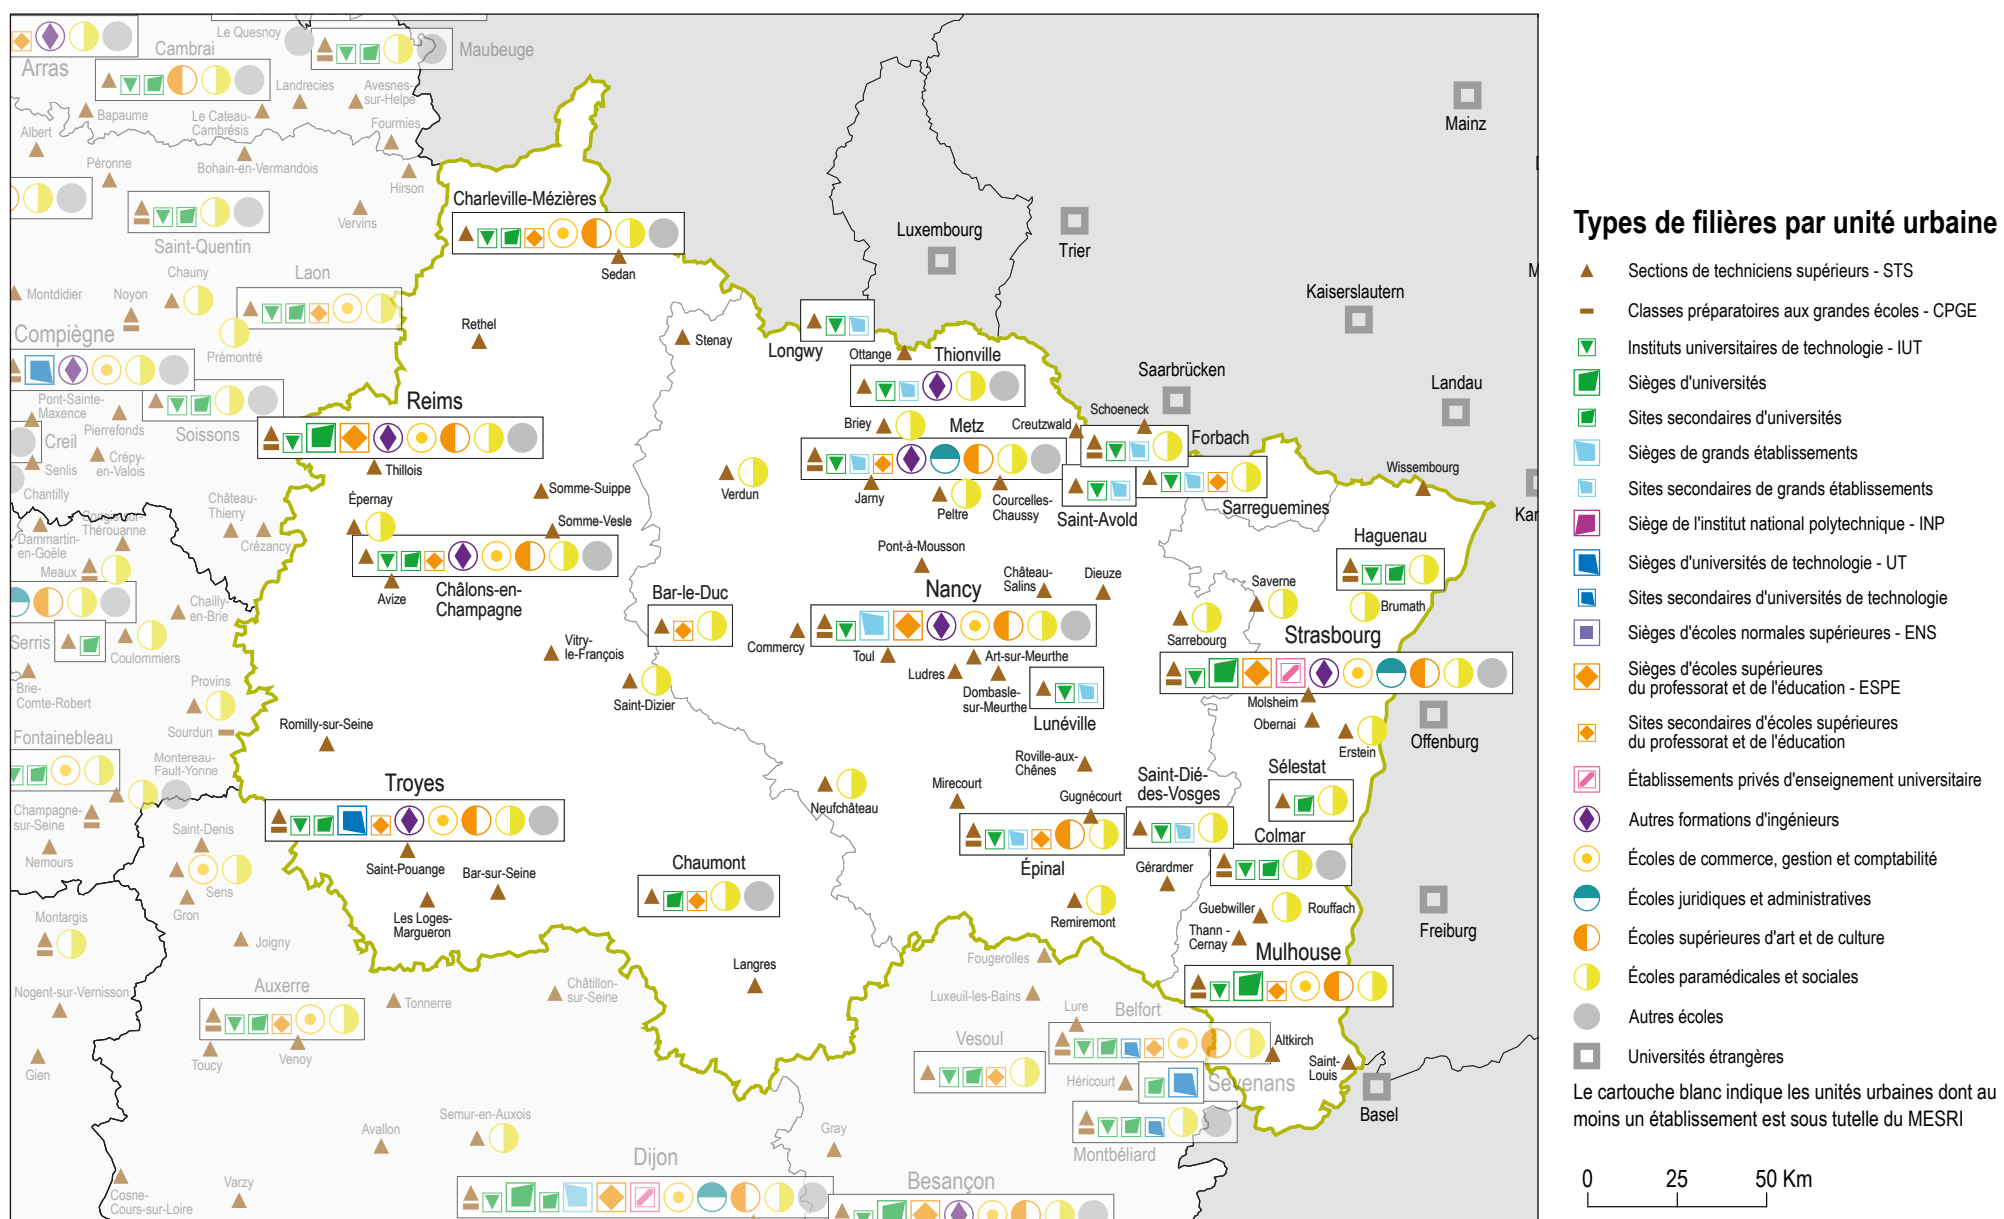 Le Quesnoy
Maubeuge
Cambrai
Arras
Landrecies
Avesnes-
sur-Helpe
Bapaume
Le Cateau-
Cambrésis
Fourmies
Albert
Péronne
Bohain-en-Vermandois
Hirson
Vervins
Saint-Quentin
Mainz
Charleville-Mézières
Sedan
Luxembourg
Trier
Chauny
Laon
Montdidier
Noyon
Prémontré
Compiègne
Rethel
Stenay
Longwy
Ottange
Thionville
Kaiserslautern
Saarbrücken
Landau
Pont-Sainte-
Maxence
Pierrefonds
Soissons
Creil
Crépy-
en-Valois
Senlis
Chantilly
Reims
Thillois
Briey
Metz
Creutzwald
Schoeneck
Forbach
Verdun
Jarny
Peltre
Courcelles-
Chaussy
Saint-Avold
Sarreguemines
Wissembourg
Kar
M
Château-
Thierry
Crézancy
Épernay
Somme-Suippe
Somme-Vesle
Dammartin-
en-Goële
Thérouanne
Meaux
Avize
Châlons-en-
Champagne
Pont-à-Mousson
Château-
Salins
Dieuze
Haguenau
Saverne
Brumath
Sarrebourg
Strasbourg
Chailly-
en-Brie
Serris
Coulommiers
Bar-le-Duc
Nancy
Commercy
Toul
Art-sur-Meurthe
Ludres
Dombasle-
sur-Meurthe
Lunéville
Vitry-
le-François
Saint-Dizier
Molsheim
Obernai
Erstein
Offenburg
Brie-
Comte-Robert
Provins
Sourdun
Romilly-sur-Seine
Fontainebleau
Montereau-
Fault-Yonne
Troyes
Neufchâteau
Mirecourt
Roville-aux-
Chênes
Gugnécourt
Saint-Dié-
des-Vosges
Sélestat
Colmar
Champagne-
sur-Seine
Nemours
Saint-Denis
Sens
Gron
Saint-Pouange
Les Loges-
Margueron
Bar-sur-Seine
Chaumont
Épinal
Gérardmer
Remiremont
Guebwiller
Rouffach
Thann -
Cernay
Mulhouse
Freiburg
Montargis
Joigny
Langres
Fougerolles
Nogent-sur-Vernisson
Auxerre
Tonnerre
Châtillon-
sur-Seine
Luxeuil-les-Bains
Lure
Belfort
Vesoul
Altkirch
Saint-
Louis
Gien
Toucy
Venoy
Héricourt
Sevenans
Basel
Avallon
Semur-en-Auxois
Gray
Montbéliard
Dijon
Besançon
Cosne-
Cours-sur-Loire
Varzy
Types de filières par unité urbaine
Sections de techniciens supérieurs - STS
Classes préparatoires aux grandes écoles - CPGE
Instituts universitaires de technologie - IUT
Sièges d'universités
Sites secondaires d'universités
Sièges de grands établissements
Sites secondaires de grands établissements
Siège de l'institut national polytechnique - INP
Sièges d'universités de technologie - UT
Sites secondaires d'universités de technologie
Sièges d'écoles normales supérieures - ENS
Sièges d'écoles supérieures
du professorat et de l'éducation - ESPE
Sites secondaires d'écoles supérieures
du professorat et de l'éducation
Établissements privés d'enseignement universitaire
Autres formations d'ingénieurs
Écoles de commerce, gestion et comptabilité
Écoles juridiques et administratives
Écoles supérieures d'art et de culture
Écoles paramédicales et sociales
Autres écoles
Universités étrangères
Le cartouche blanc indique les unités urbaines dont au
moins un établissement est sous tutelle du MESRI
0 25 50 Km